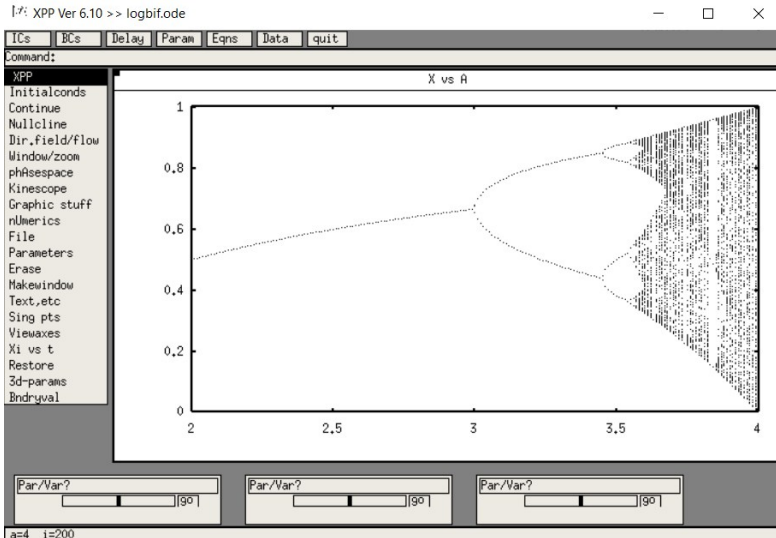 XPP Ver 6.10 >> logbif.ode
ICs BCs Delay Param Eqns Data quit
Command:
XPP
Initialconds
Continue
Nullcline
Dir.field/flow
Window/zoom
phAsespace
Kinescope
Graphic stuff
nUmerics
File
Parameters
Erase
Makewindow
Text,etc
Sing pts
Viewaxes
Xi vs t
Restore
3d-params
Bndryval
X vs A
1
0.8
0.6
0.4
0.2
0
2 2.5 3 3.5 4
Par/Var? Par/Var? Par/Var?
go go go
a=4 i=200